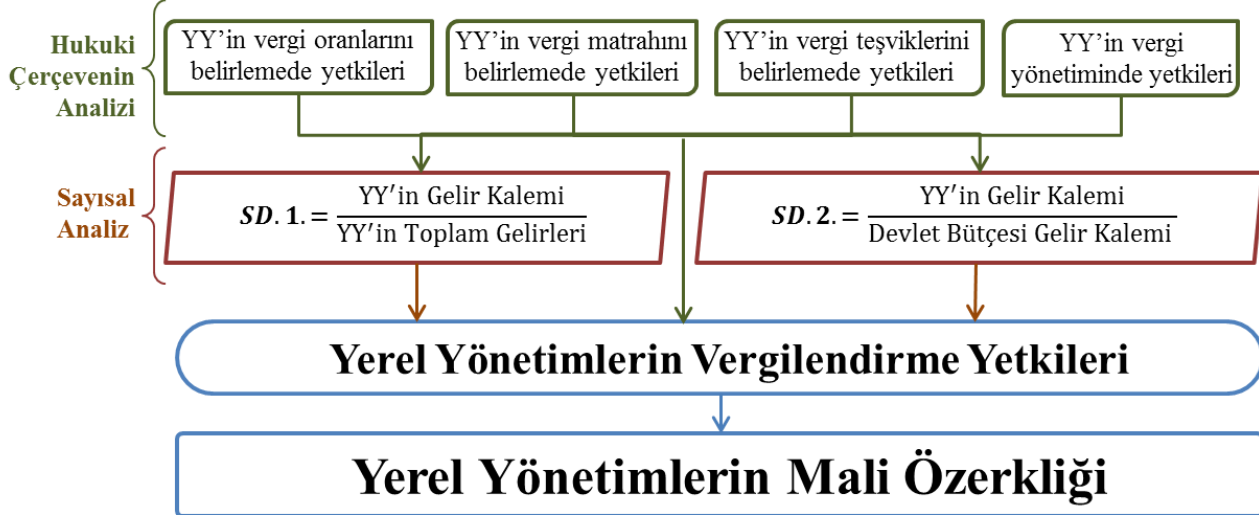 Hukuki
Çerçevenin
Analizi
YY’in vergi oranlarını
belirlemede yetkileri
YY’in vergi matrahını
belirlemede yetkileri
YY’in vergi teşviklerini
belirlemede yetkileri
YY’in vergi
yönetiminde yetkileri
Sayısal
Analiz
SD. 1. = YY′in Gelir Kalemi / YY′in Toplam Gelirleri
SD. 2. = YY′in Gelir Kalemi / Devlet Bütçesi Gelir Kalemi
Yerel Yönetimlerin Vergilendirme Yetkileri
Yerel Yönetimlerin Mali Özerkliği